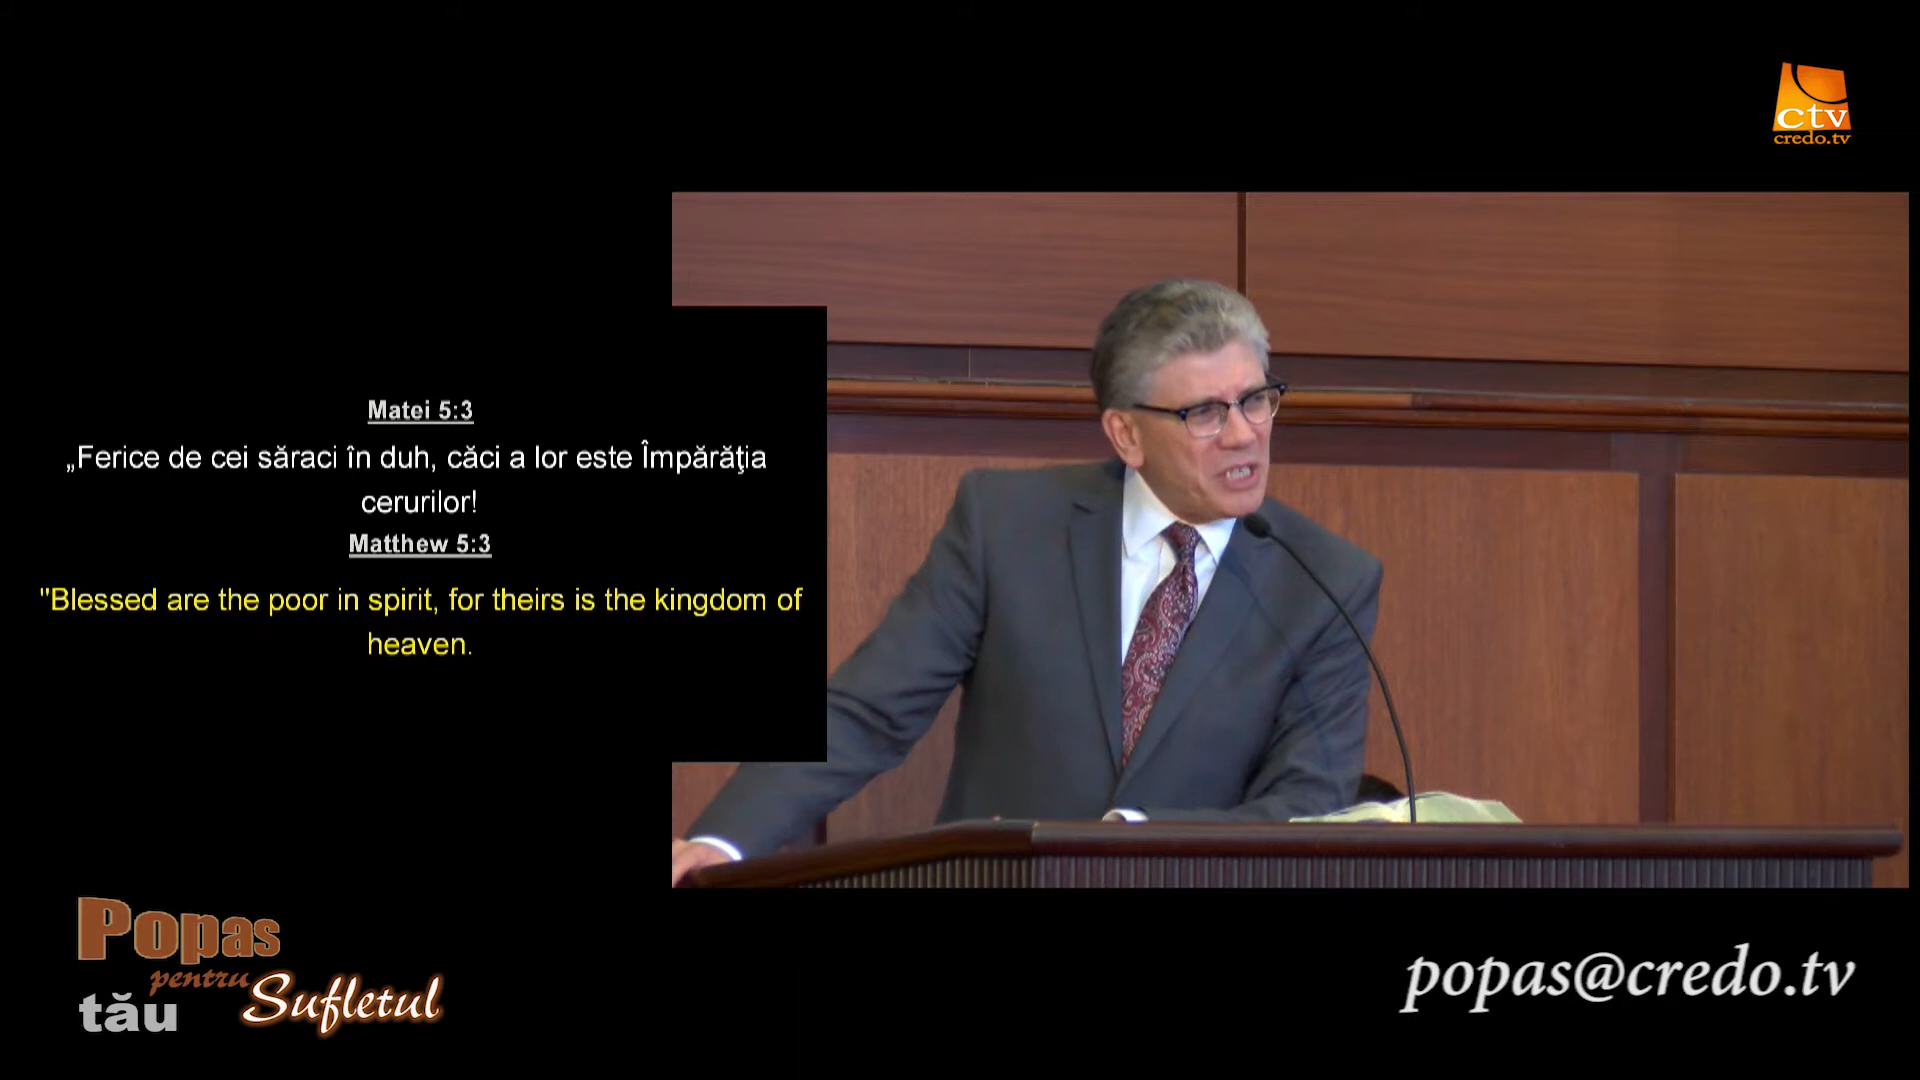 ctv
credo.tv
Matei 5:3
„Ferice de cei săraci în duh, căci a lor este Împărăţia
cerurilor!
Matthew 5:3
"Blessed are the poor in spirit, for theirs is the kingdom of
heaven.
Popas
pentru
tău Sufletul
popas@credo.tv